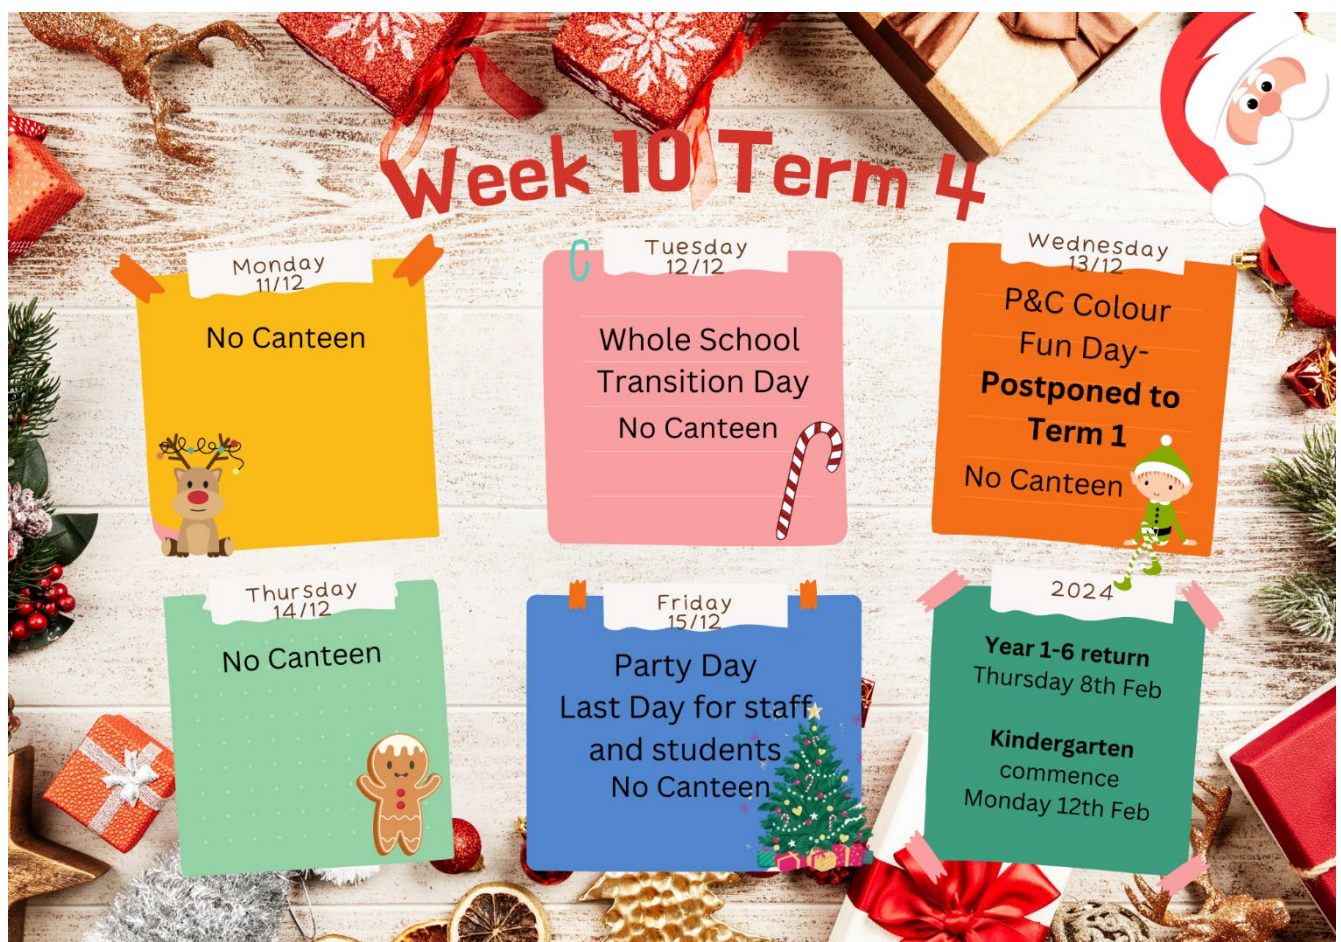 Week 10 Term 4
Monday
11/12
No Canteen
Tuesday
12/12
Whole School
Transition Day
No Canteen
Wednesday
13/12
P&C Colour
Fun Day-
Postponed to
Term 1
No Canteen
Thursday
14/12
No Canteen
Friday
15/12
Party Day
Last Day for staff
and students
No Canteen
2024
Year 1-6 return
Thursday 8th Feb
Kindergarten
commence
Monday 12th Feb